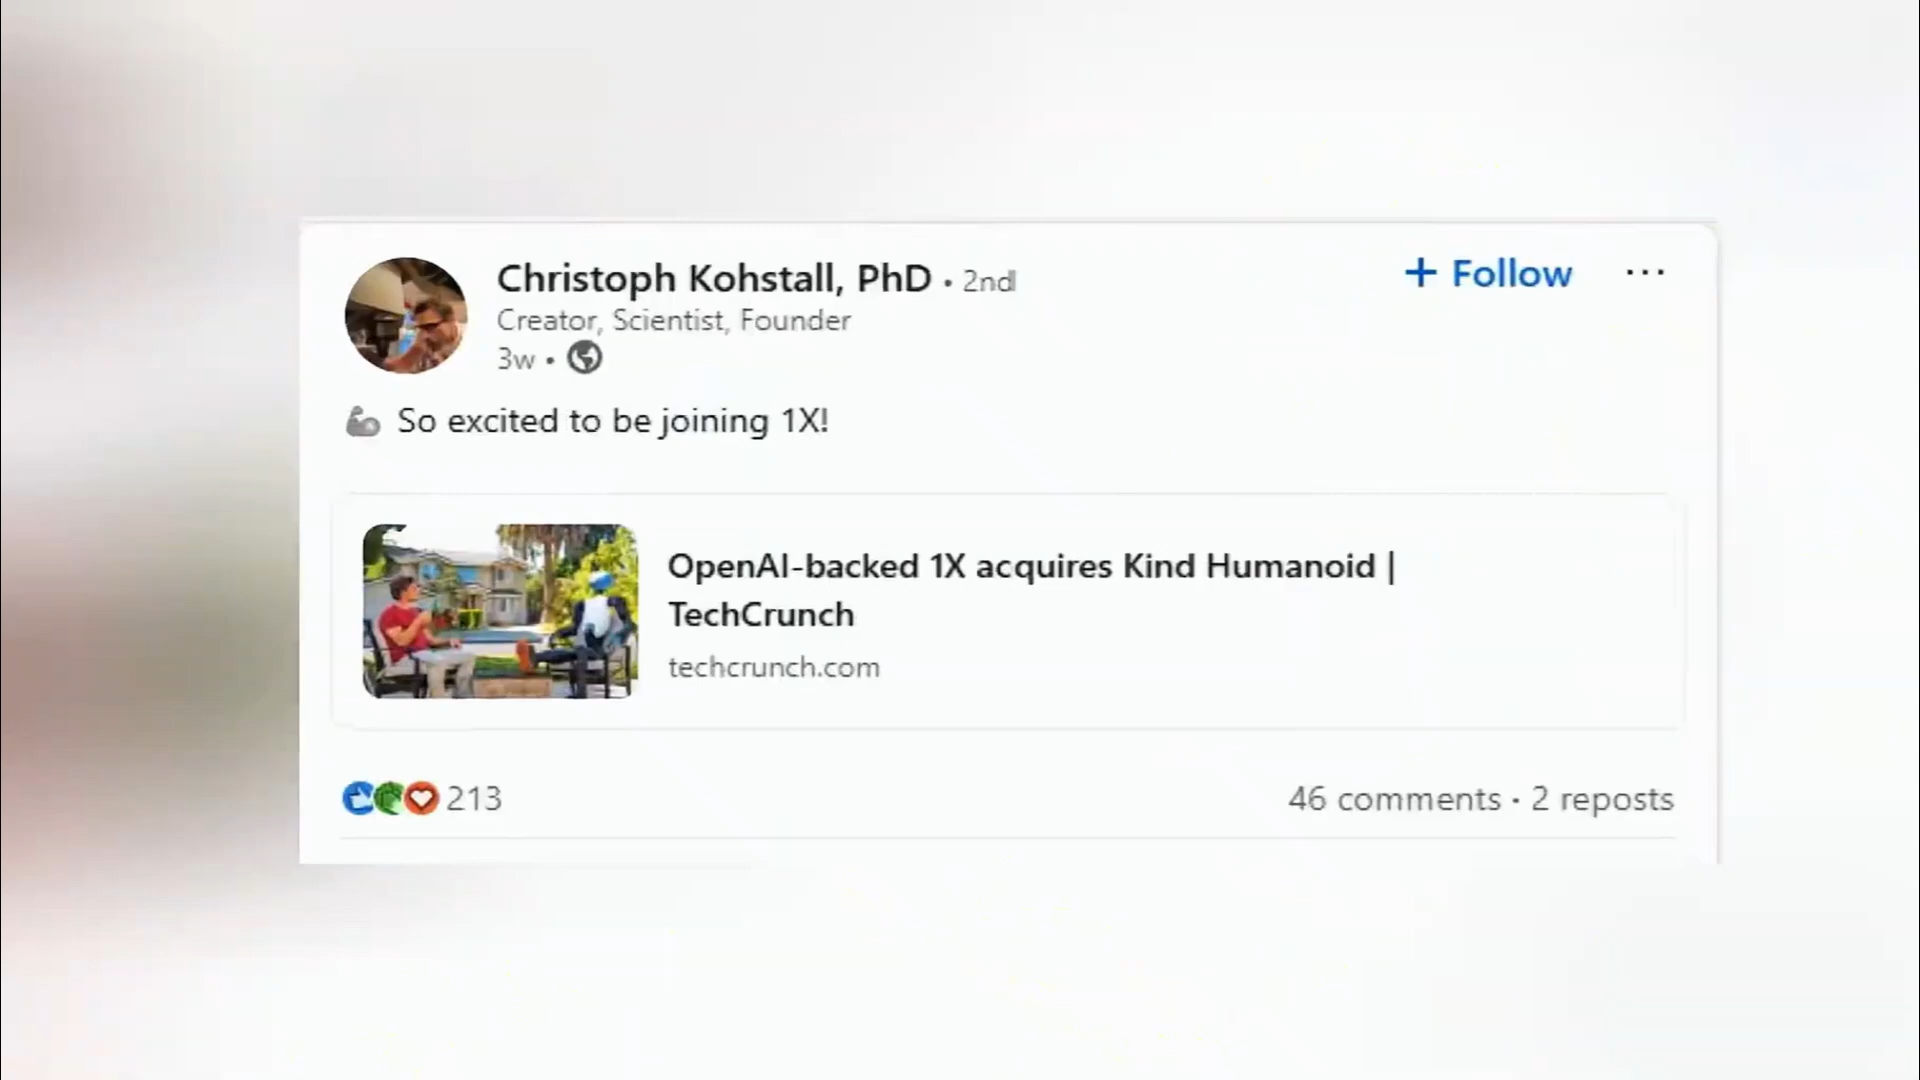 Christoph Kohstall, PhD • 2nd
+ Follow ...
Creator, Scientist, Founder
3w •
So excited to be joining 1X!
OpenAI-backed 1X acquires Kind Humanoid |
TechCrunch
techcrunch.com
213
46 comments • 2 reposts